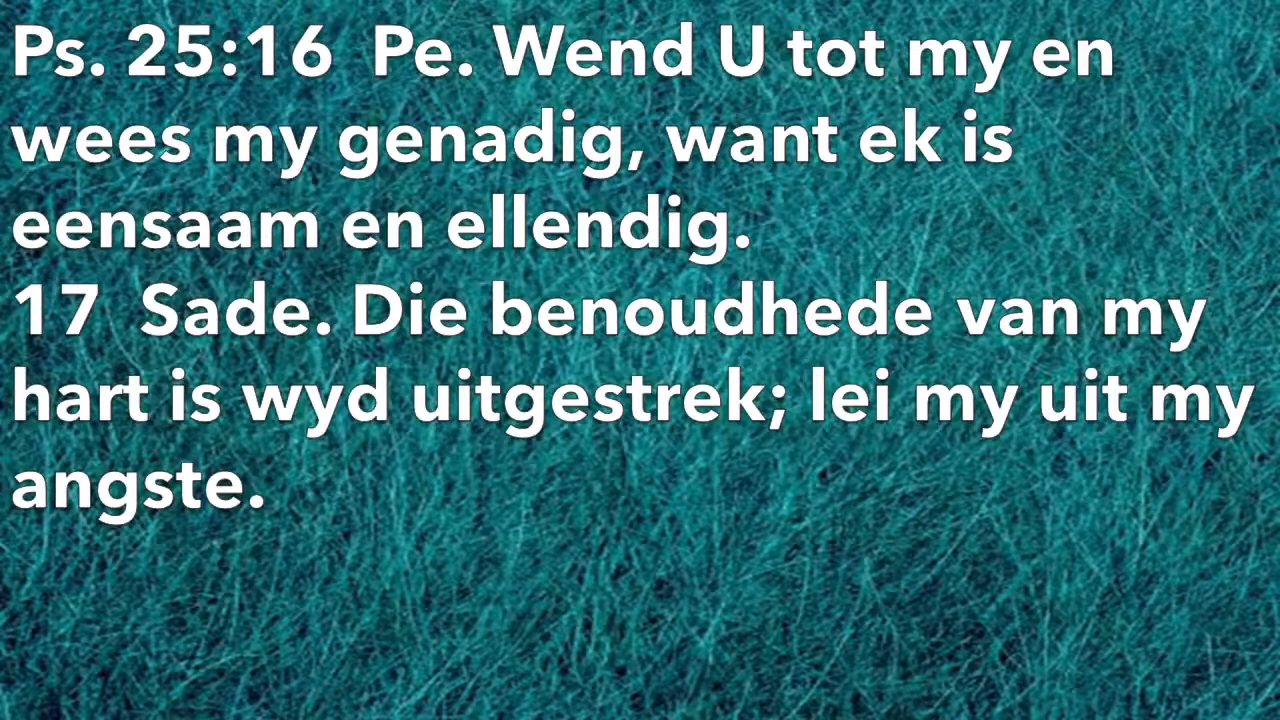 Ps. 25:16  Pe. Wend U tot my en
wees my genadig, want ek is
eensaam en ellendig.
17  Sade. Die benoudhede van my
hart is wyd uitgestrek; lei my uit my
angste.